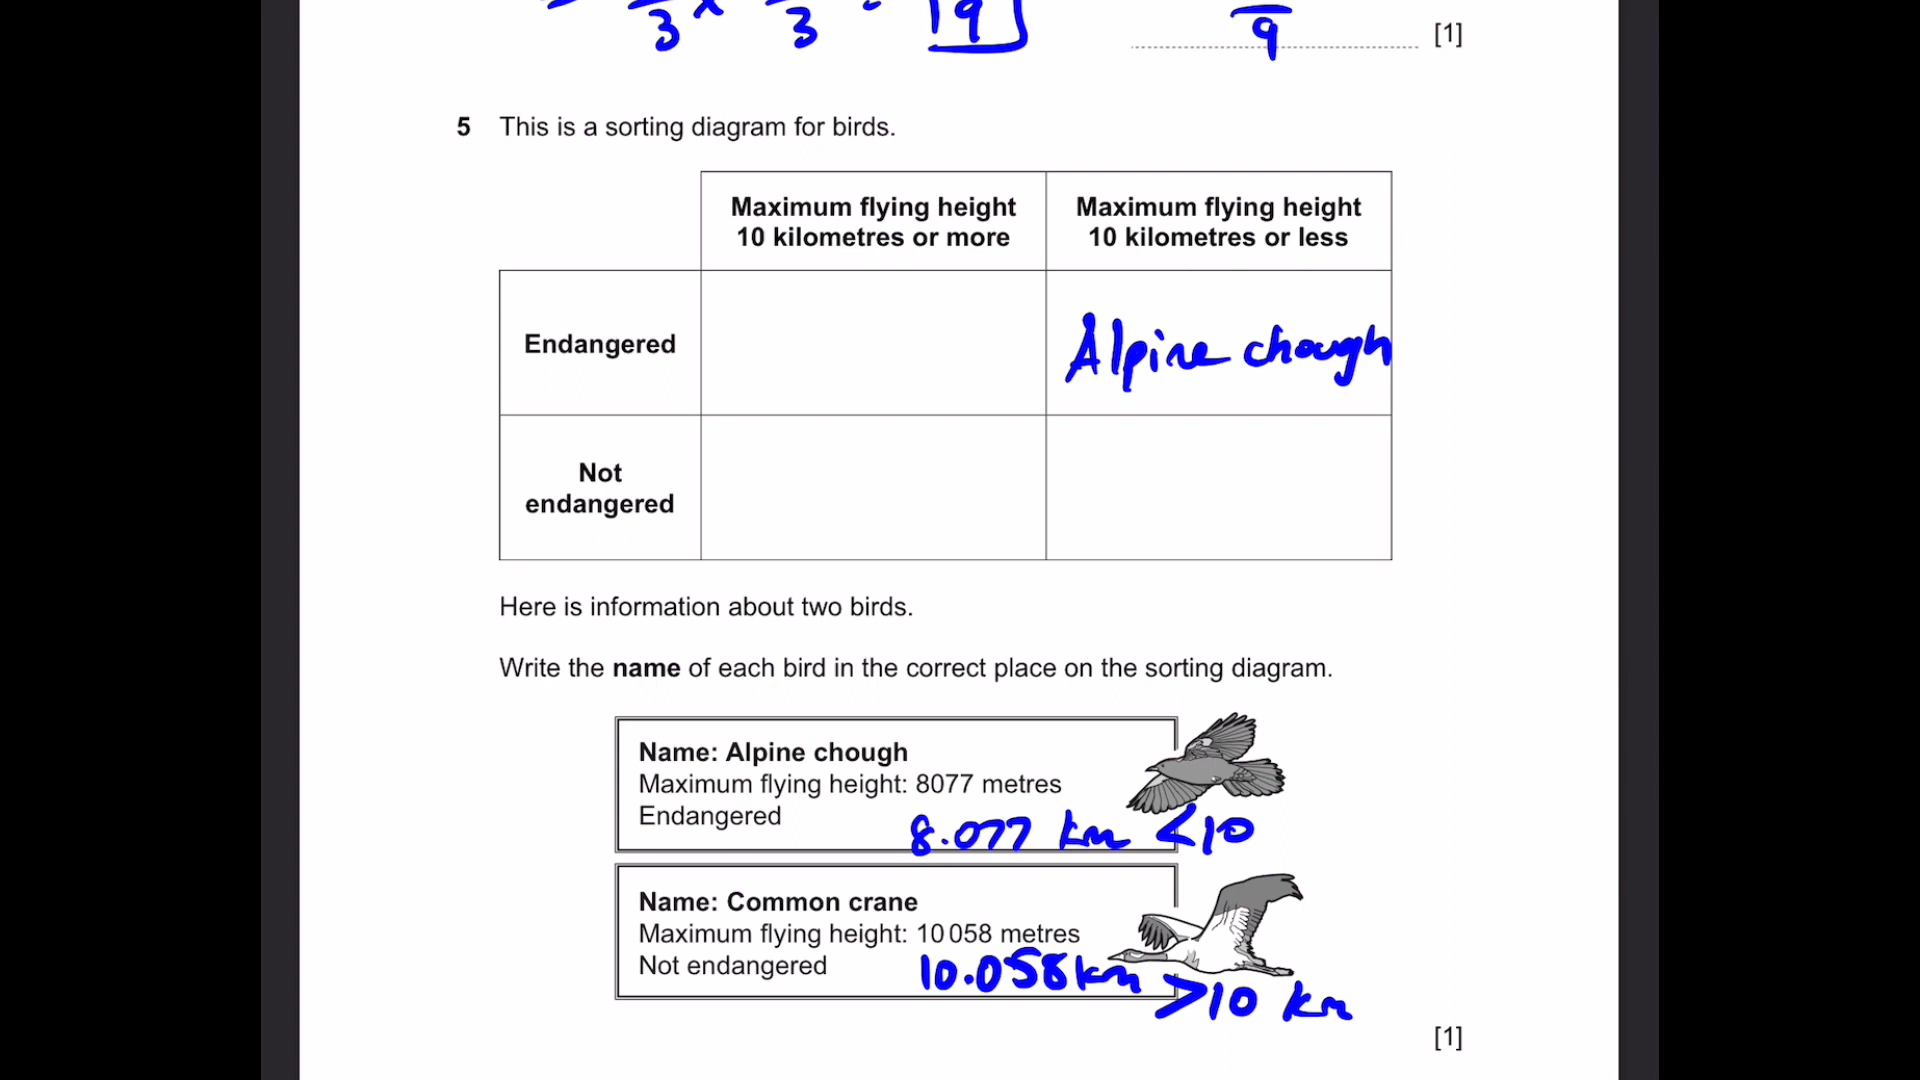 3 × 3 = 9
9
[1]
5 This is a sorting diagram for birds.
Maximum flying height 10 kilometres or more
Maximum flying height 10 kilometres or less
Endangered
Alpine chough
Not endangered
Here is information about two birds.
Write the name of each bird in the correct place on the sorting diagram.
Name: Alpine chough
Maximum flying height: 8077 metres
Endangered
8.077 km <10
Name: Common crane
Maximum flying height: 10 058 metres
Not endangered
10.058 km >10 km
[1]